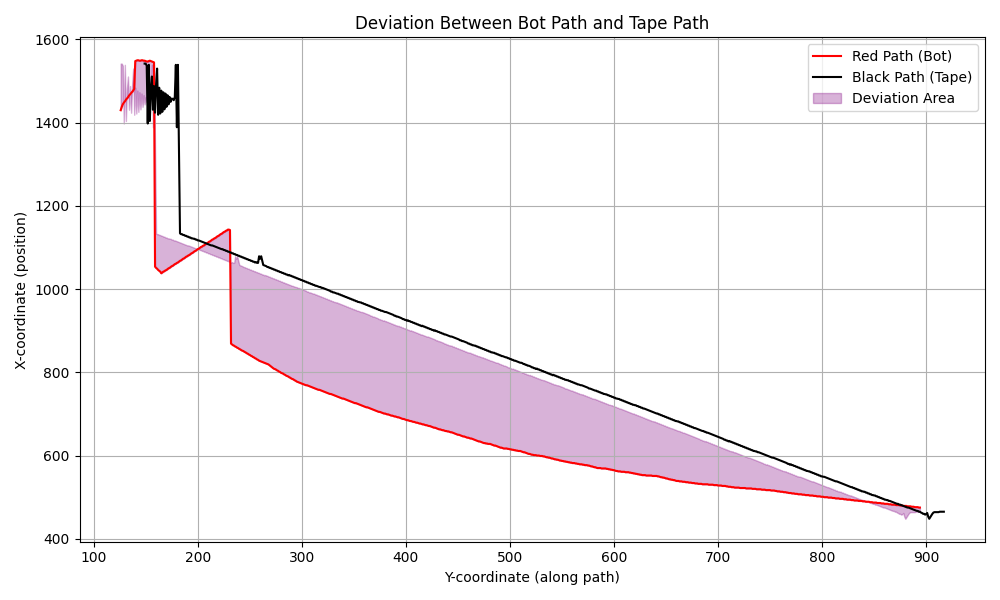 Deviation Between Bot Path and Tape Path
Red Path (Bot)
Black Path (Tape)
Deviation Area
X-coordinate (position)
1600
1400
1200
1000
800
600
400
100 200 300 400 500 600 700 800 900
Y-coordinate (along path)